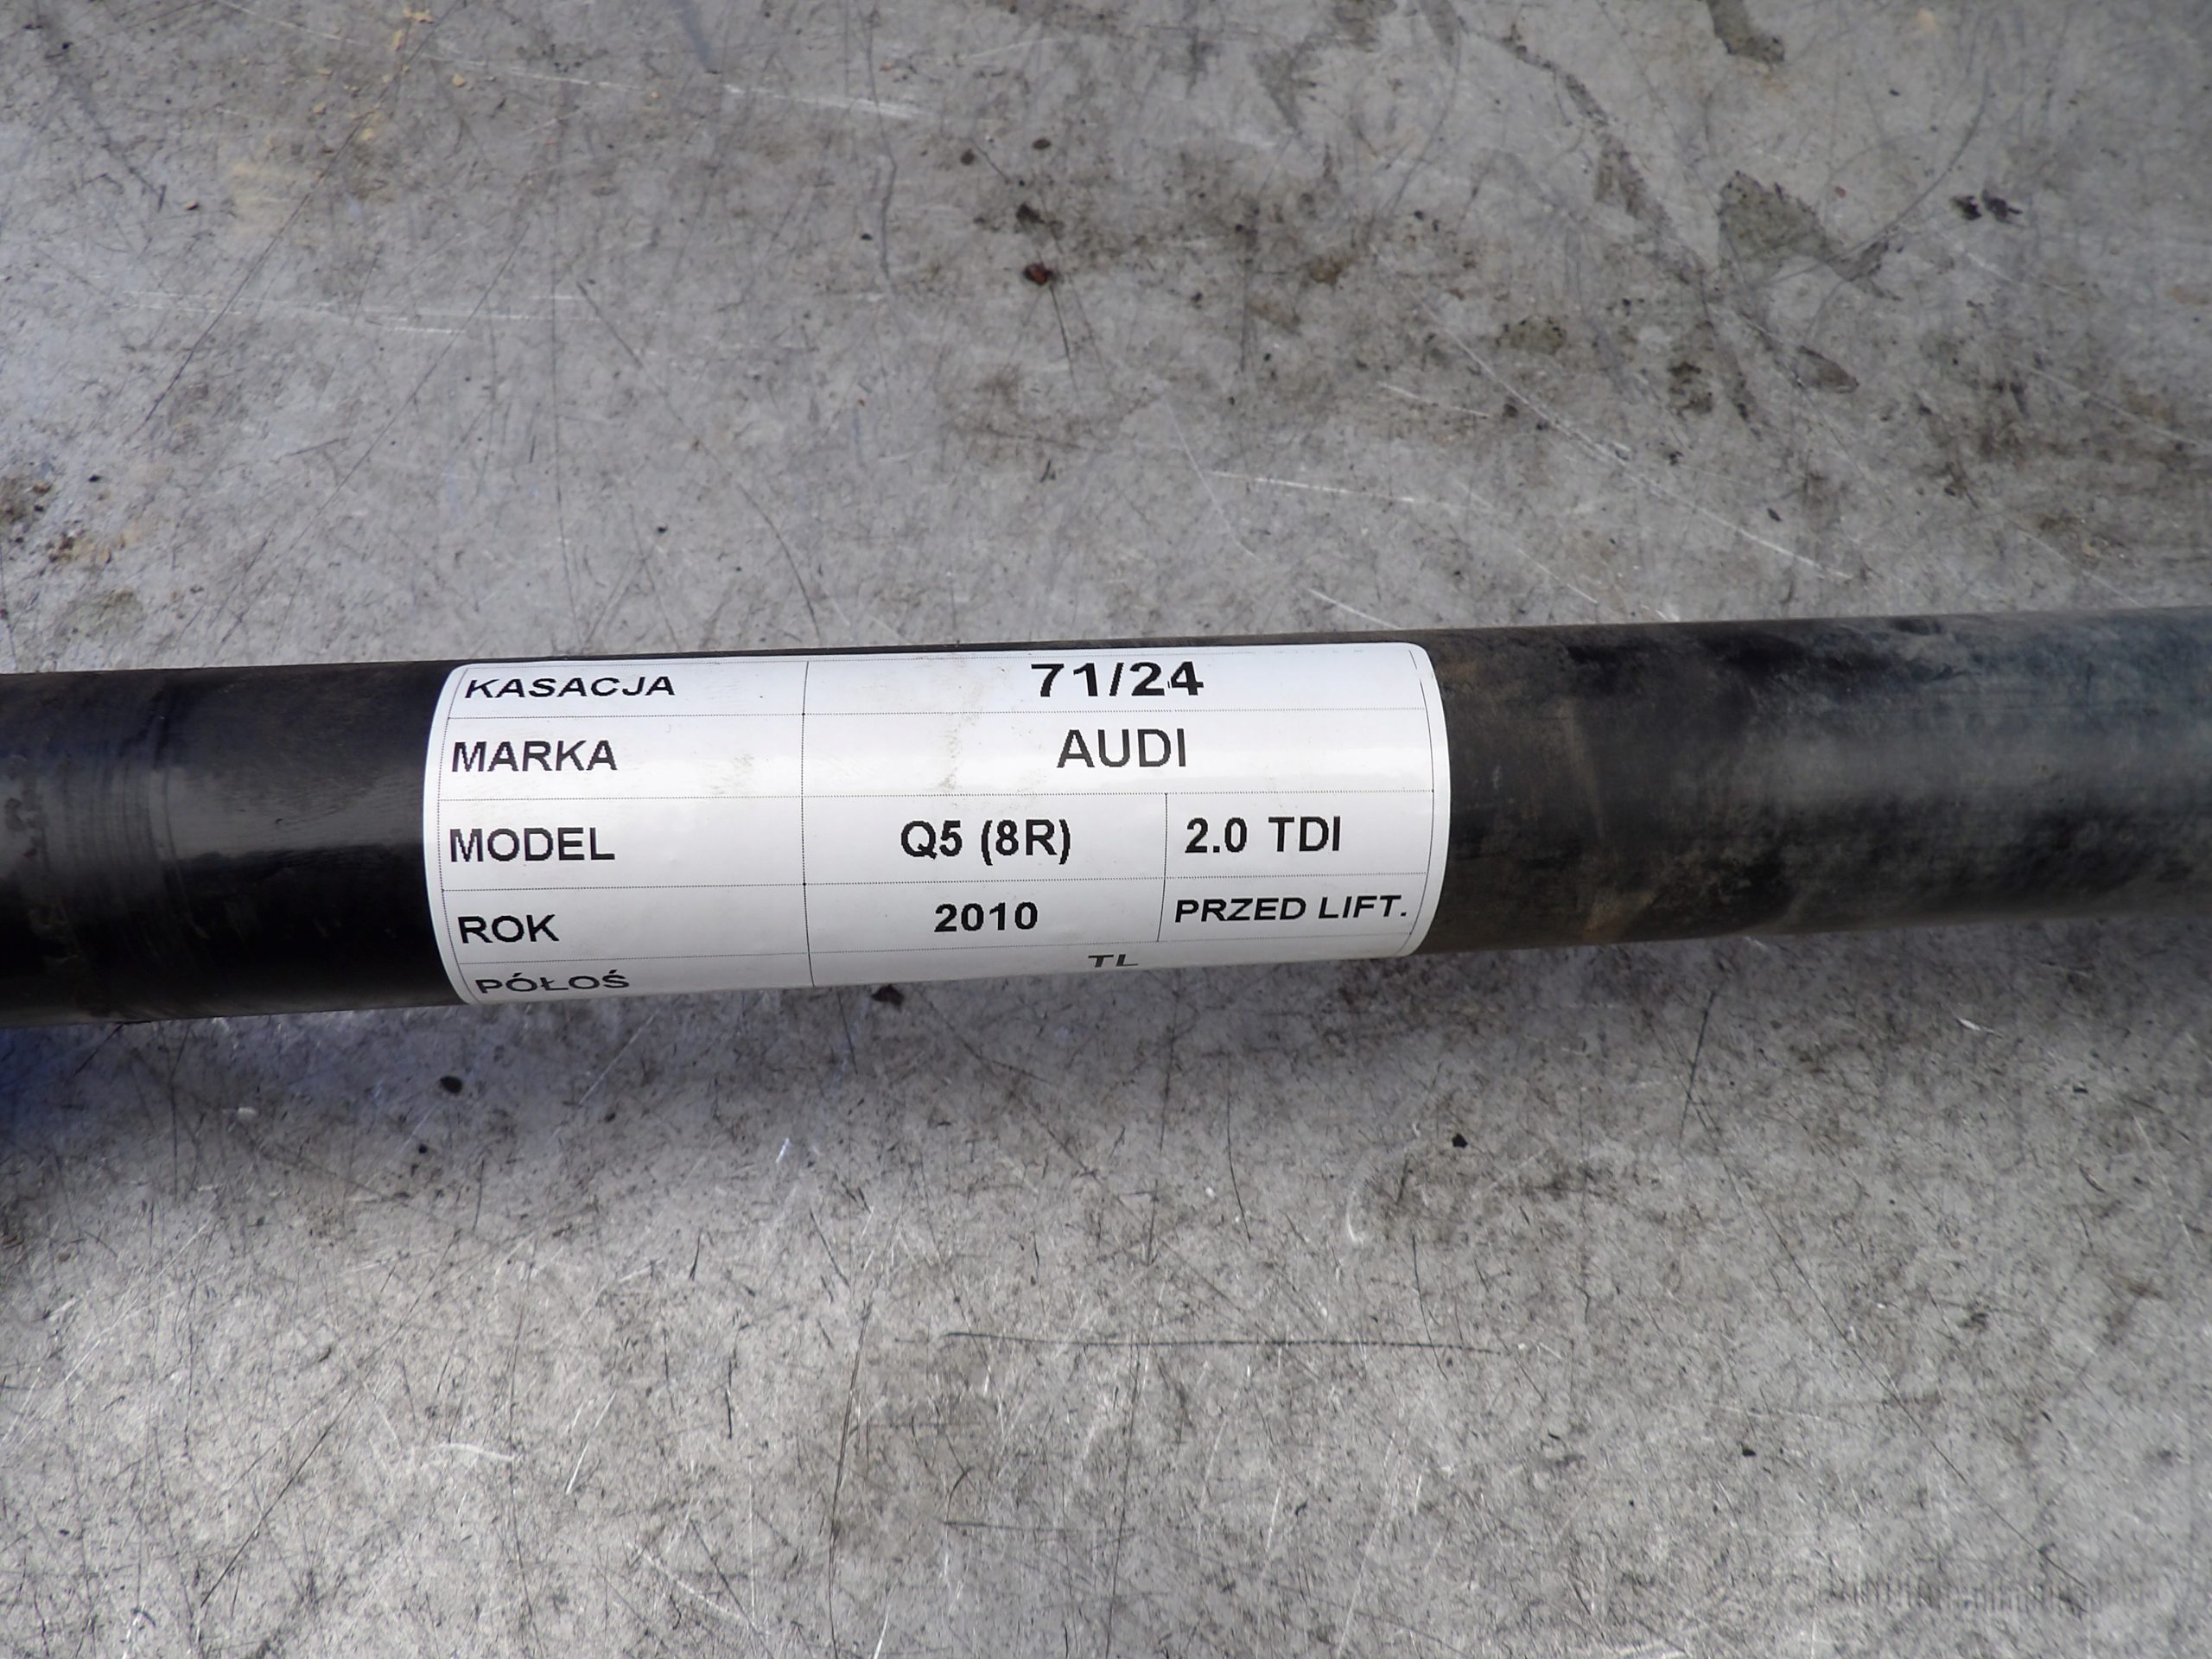 KASACJA 71/24
MARKA AUDI
MODEL Q5 (8R) 2.0 TDI
ROK 2010 PRZED LIFT.
PÓŁOŚ TL